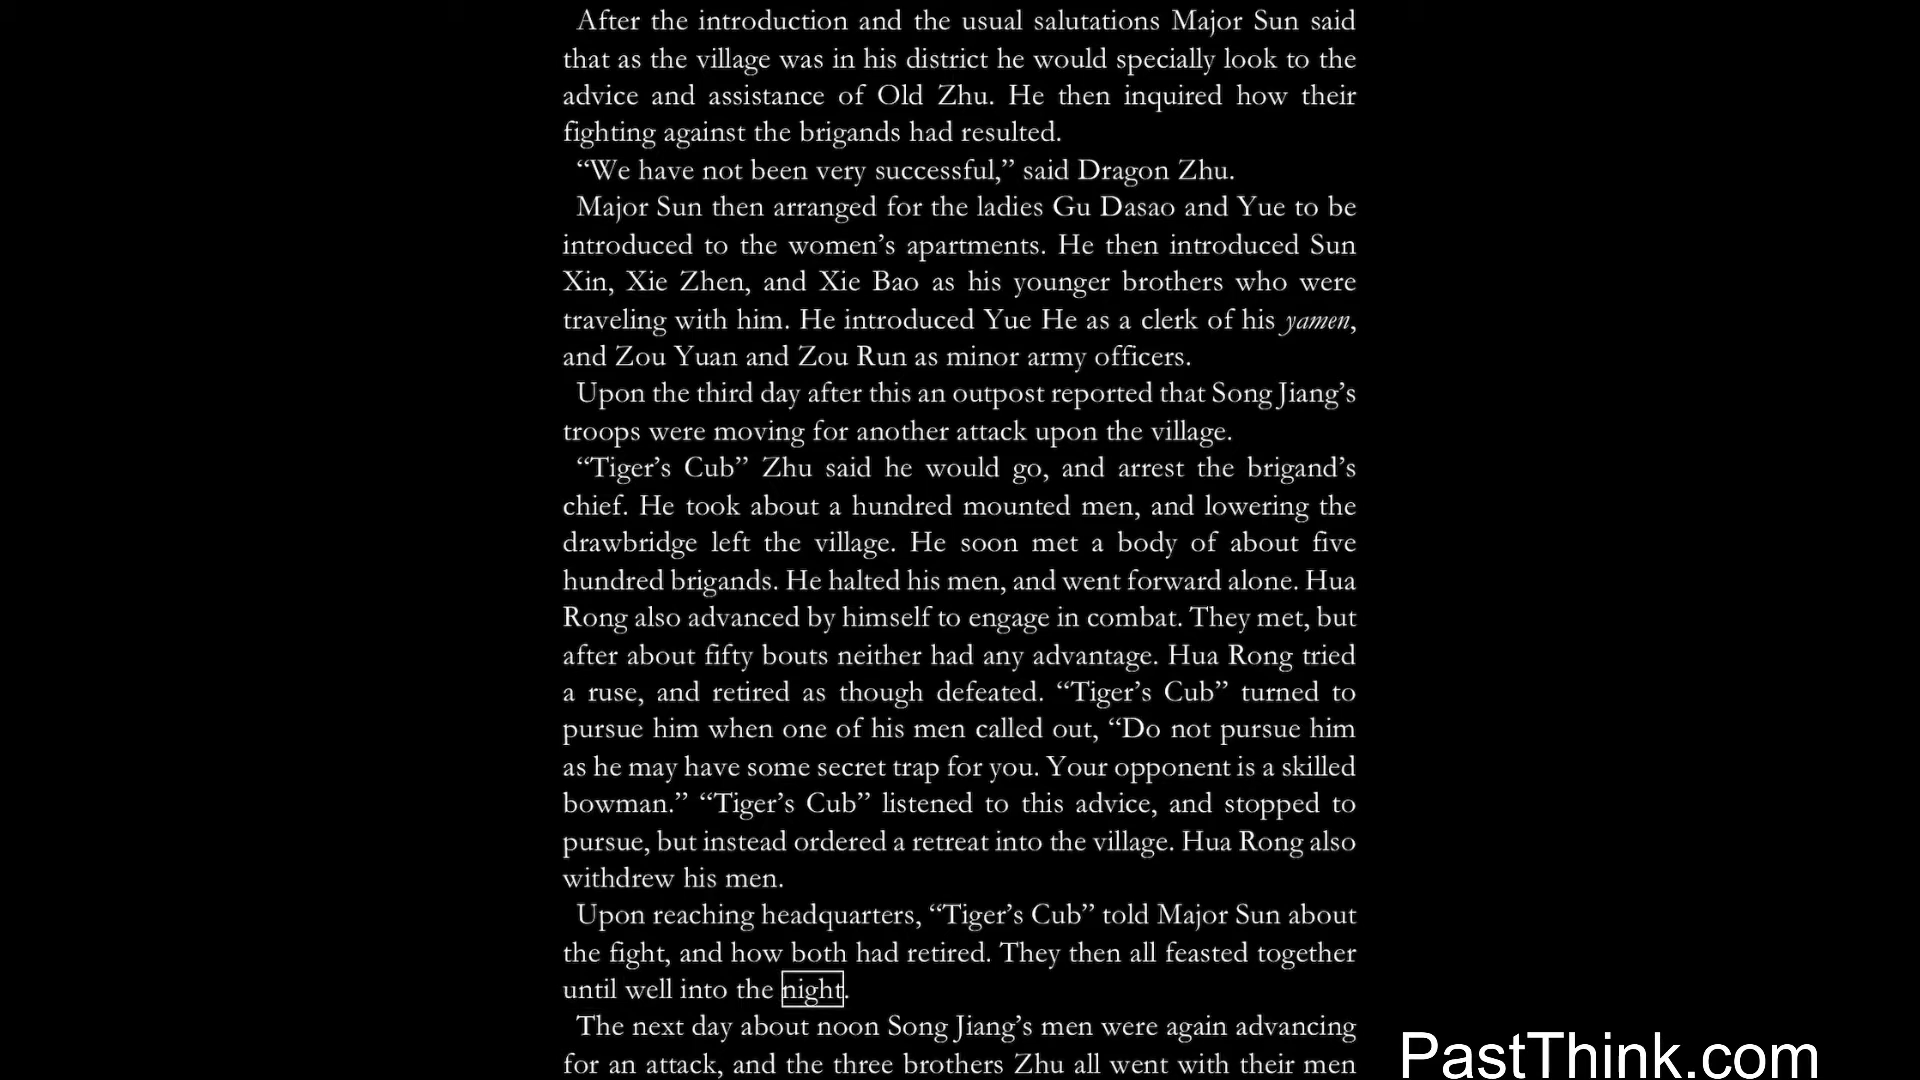 After the introduction and the usual salutations Major Sun said
that as the village was in his district he would specially look to the
advice and assistance of Old Zhu. He then inquired how their
fighting against the brigands had resulted.
“We have not been very successful,” said Dragon Zhu.
Major Sun then arranged for the ladies Gu Dasao and Yue to be
introduced to the women’s apartments. He then introduced Sun
Xin, Xie Zhen, and Xie Bao as his younger brothers who were
traveling with him. He introduced Yue He as a clerk of his yamen,
and Zou Yuan and Zou Run as minor army officers.
Upon the third day after this an outpost reported that Song Jiang’s
troops were moving for another attack upon the village.
“Tiger’s Cub” Zhu said he would go, and arrest the brigand’s
chief. He took about a hundred mounted men, and lowering the
drawbridge left the village. He soon met a body of about five
hundred brigands. He halted his men, and went forward alone. Hua
Rong also advanced by himself to engage in combat. They met, but
after about fifty bouts neither had any advantage. Hua Rong tried
a ruse, and retired as though defeated. “Tiger’s Cub” turned to
pursue him when one of his men called out, “Do not pursue him
as he may have some secret trap for you. Your opponent is a skilled
bowman.” “Tiger’s Cub” listened to this advice, and stopped to
pursue, but instead ordered a retreat into the village. Hua Rong also
withdrew his men.
Upon reaching headquarters, “Tiger’s Cub” told Major Sun about
the fight, and how both had retired. They then all feasted together
until well into the night.
The next day about noon Song Jiang’s men were again advancing
for an attack, and the three brothers Zhu all went with their men
PastThink.com